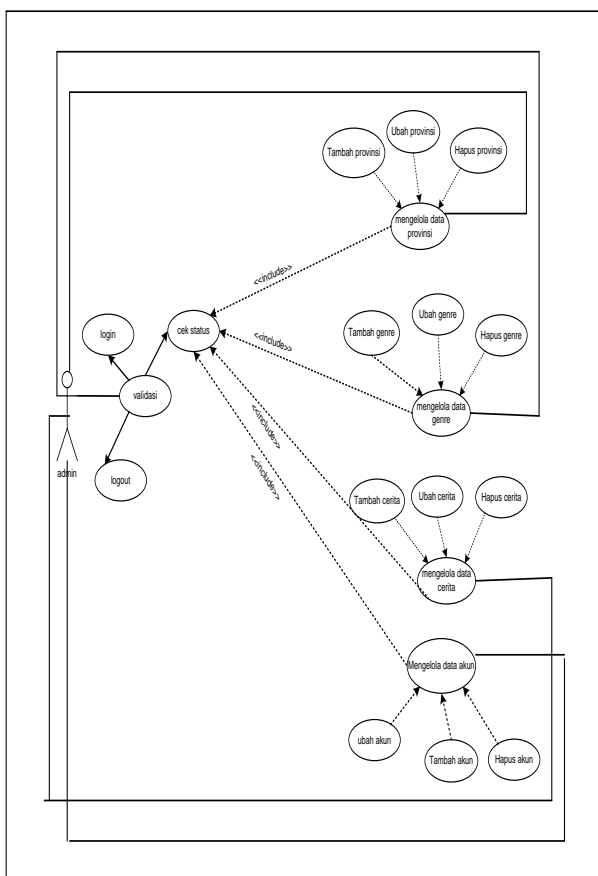 Ubah provinsi
Tambah provinsi
Hapus provinsi
mengelola data
provinsi
<<include>>
cek status
login
<<include>>
Ubah genre
Tambah genre
Hapus genre
validasi
mengelola data
genre
<<include>>
admin
logout
<<include>>
Tambah cerita
Ubah cerita
Hapus cerita
mengelola data
cerita
Mengelola data akun
ubah akun
Tambah akun
Hapus akun